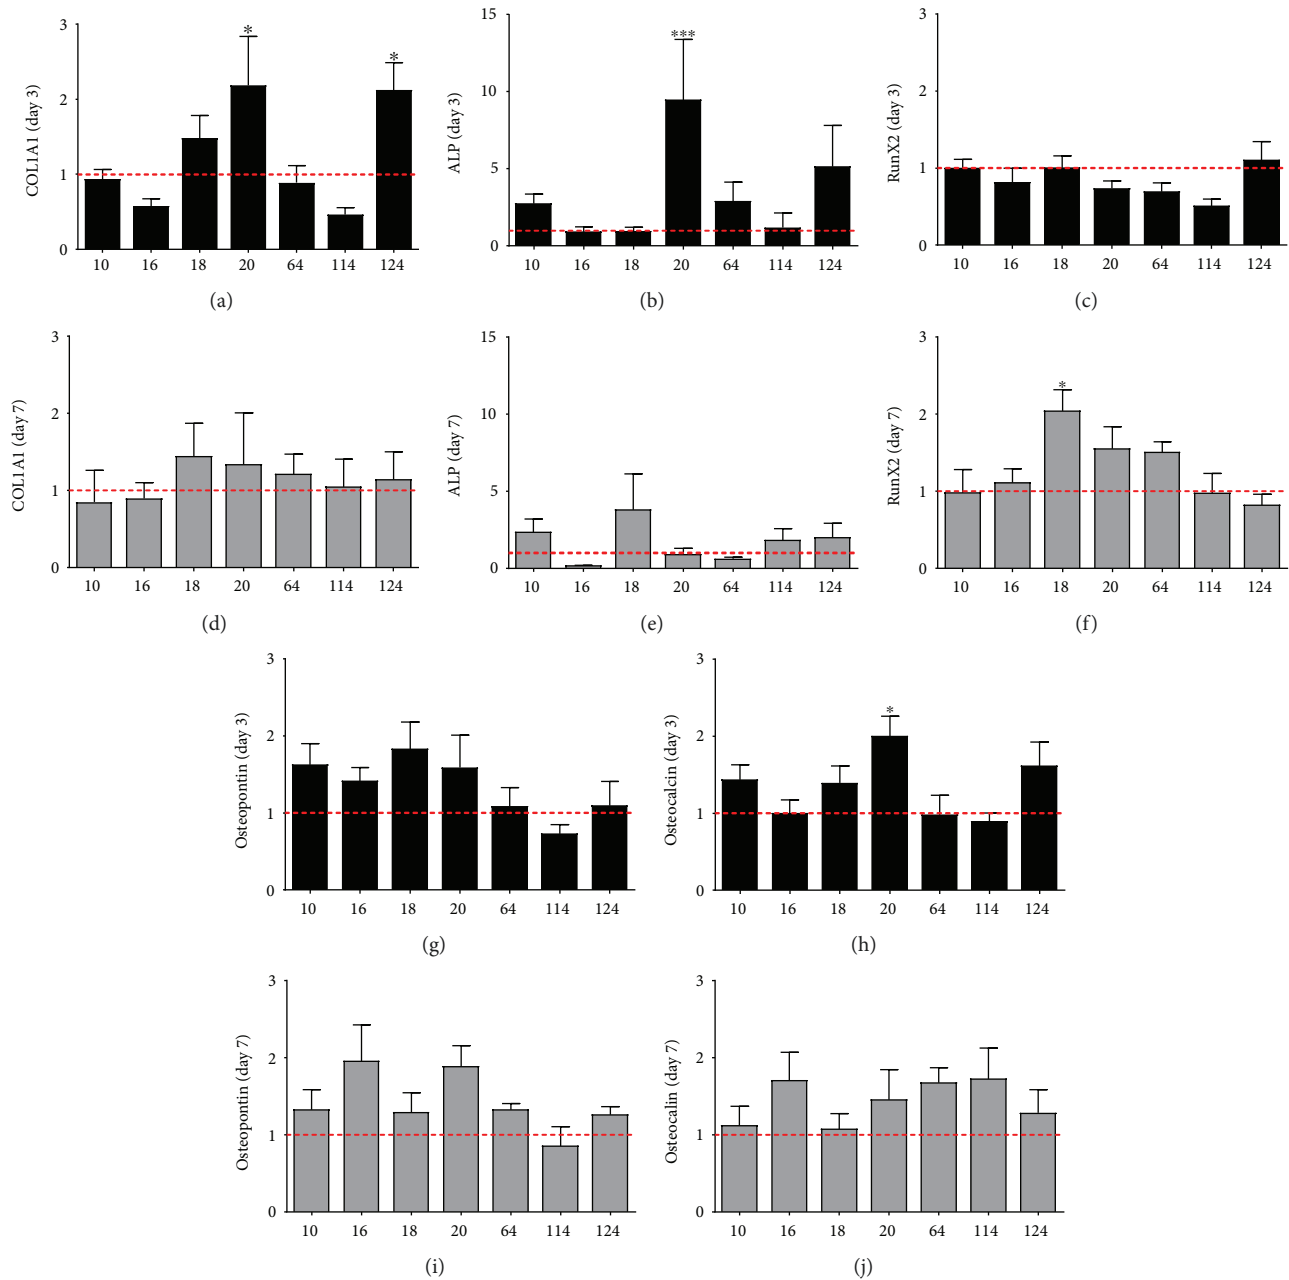 3
2
1
0
COL1A1 (day 3)
*
*
10 16 18 20 64 114 124
(a)
15
10
5
0
ALP (day 3)
***
10 16 18 20 64 114 124
(b)
3
2
1
0
RunX2 (day 3)
10 16 18 20 64 114 124
(c)
3
2
1
0
COL1A1 (day 7)
10 16 18 20 64 114 124
(d)
15
10
5
0
ALP (day 7)
10 16 18 20 64 114 124
(e)
3
2
1
0
RunX2 (day 7)
*
10 16 18 20 64 114 124
(f)
3
2
1
0
Osteopontin (day 3)
10 16 18 20 64 114 124
(g)
3
2
1
0
Osteocalcin (day 3)
*
10 16 18 20 64 114 124
(h)
3
2
1
0
Osteopontin (day 7)
10 16 18 20 64 114 124
(i)
3
2
1
0
Osteocalin (day 7)
10 16 18 20 64 114 124
(j)